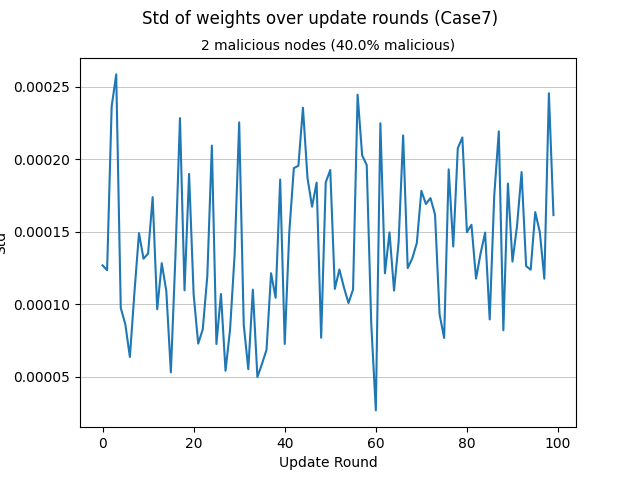 Std of weights over update rounds (Case7)
2 malicious nodes (40.0% malicious)
0.00025
0.00020
0.00015
0.00010
0.00005
Std
0 20 40 60 80 100
Update Round